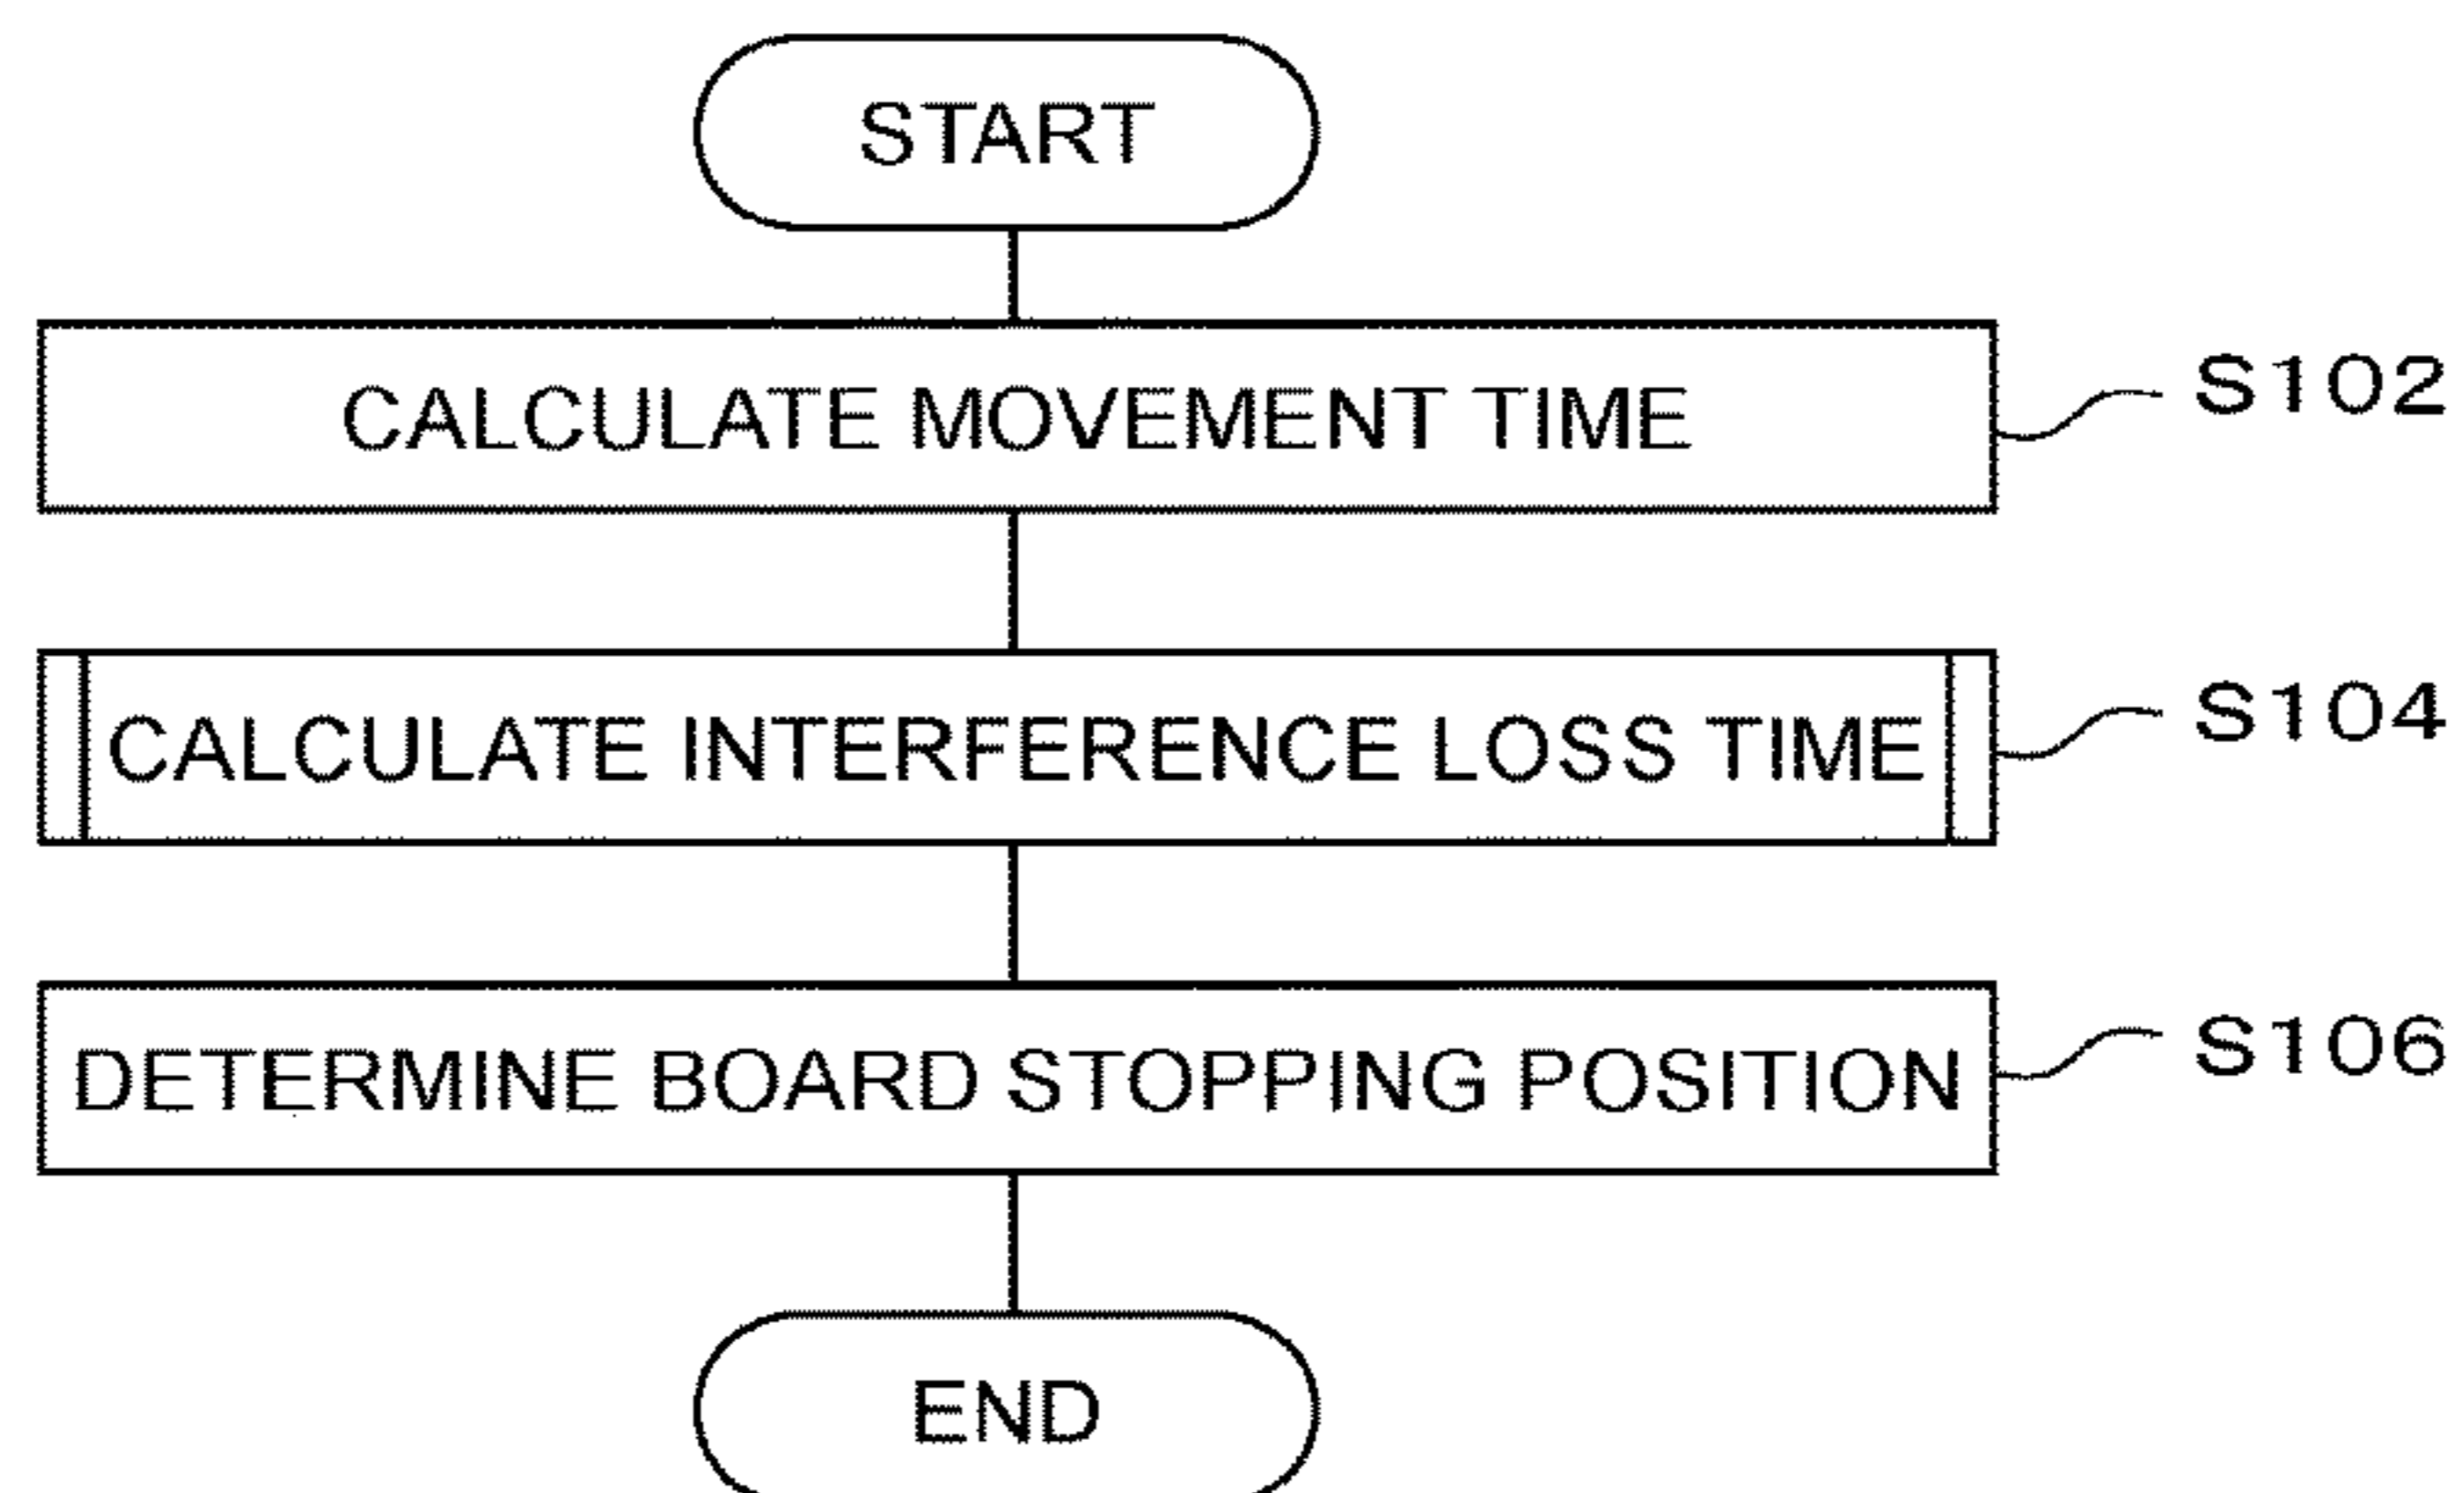 START
CALCULATE MOVEMENT TIME
S102
CALCULATE INTERFERENCE LOSS TIME
S104
DETERMINE BOARD STOPPING POSITION
S106
END